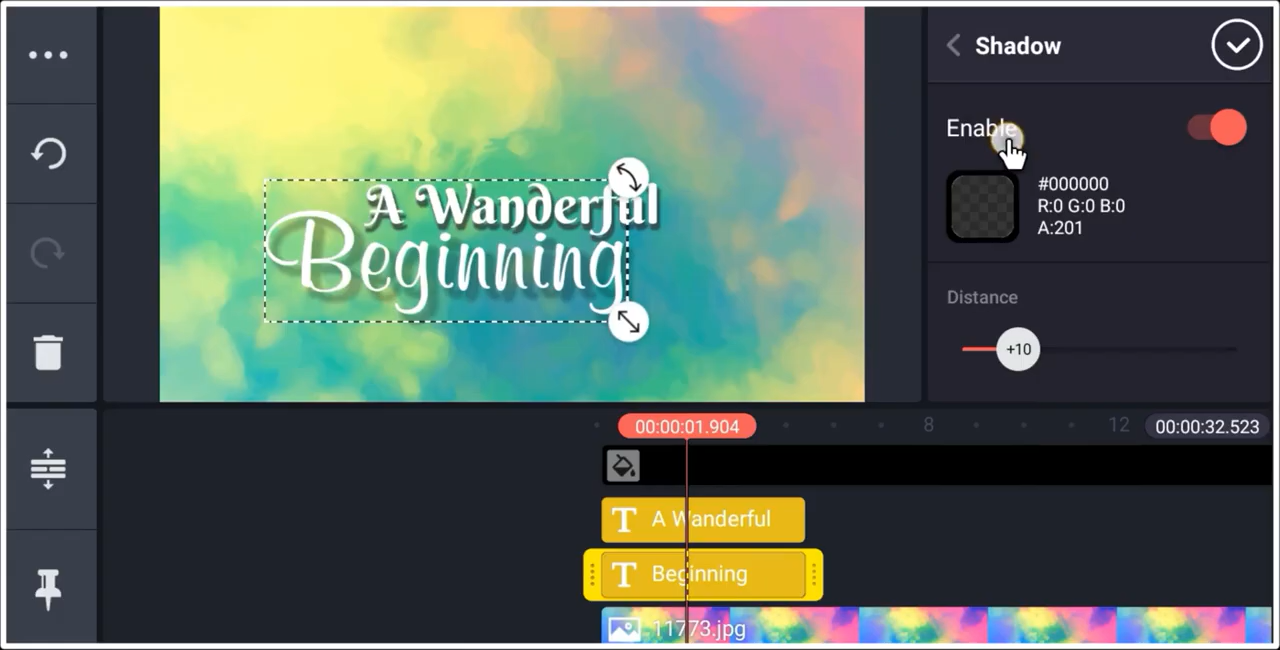 Shadow
Enable
#000000
R:0 G:0 B:0
A:201
Distance
+10
A Wanderful
Beginning
00:00:01.904
8
12
00:00:32.523
T A Wanderful
T Beginning
11773.jpg